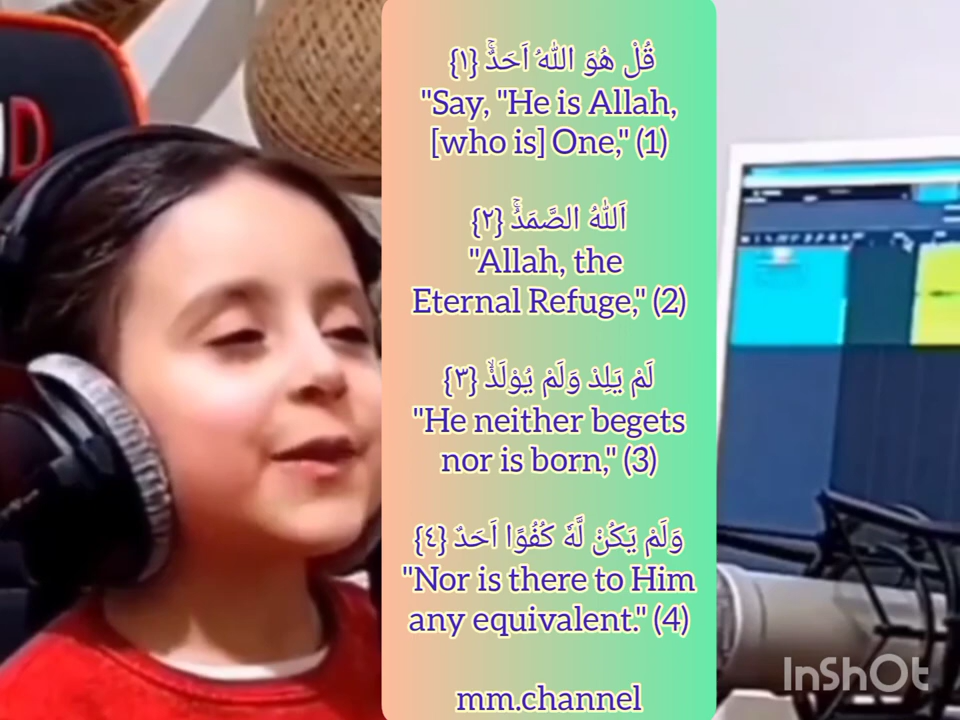 D
قُلْ هُوَ اللّٰهُ اَحَدٌۚ {١}
"Say, "He is Allah,
[who is] One," (1)
اَللّٰهُ الصَّمَدُۚ {٢}
"Allah, the
Eternal Refuge," (2)
لَمْ يَلِدْ وَلَمْ يُوْلَدْۙ {٣}
"He neither begets
nor is born," (3)
وَلَمْ يَكُنْ لَّهٗ كُفُوًا اَحَدٌ {٤}
"Nor is there to Him
any equivalent." (4)
mm.channel
InShOt